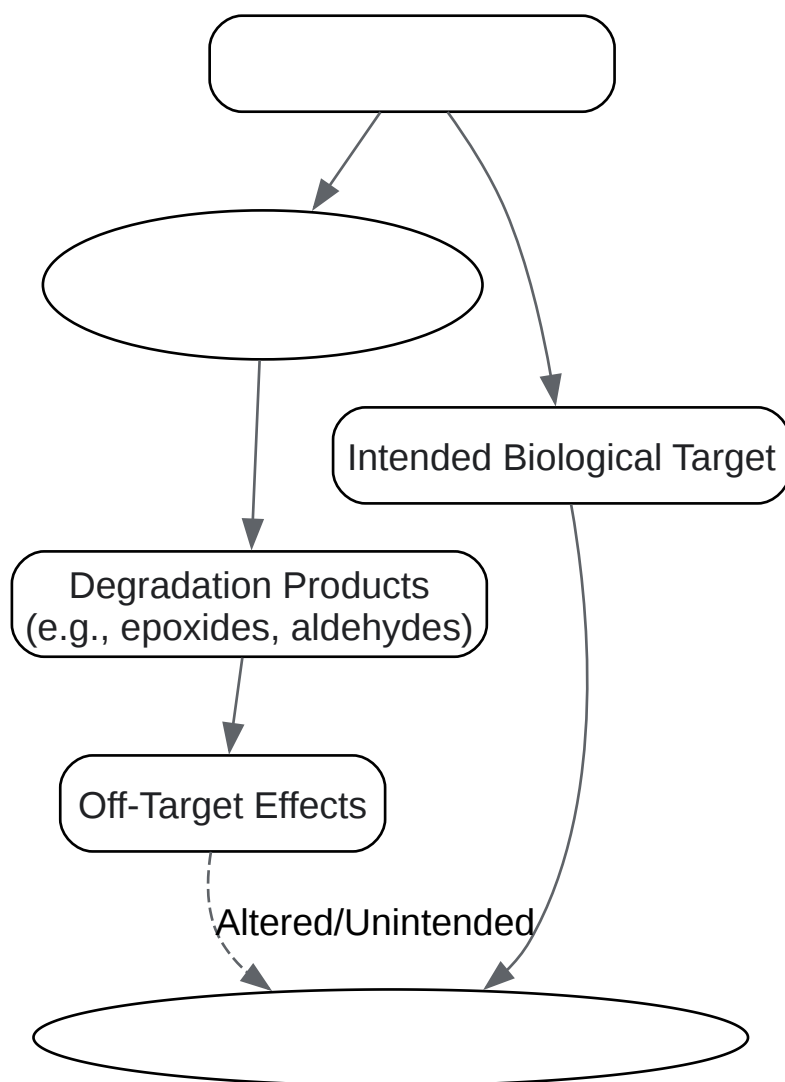 Intended Biological Target
Degradation Products
(e.g., epoxides, aldehydes)
Off-Target Effects
Altered/Unintended